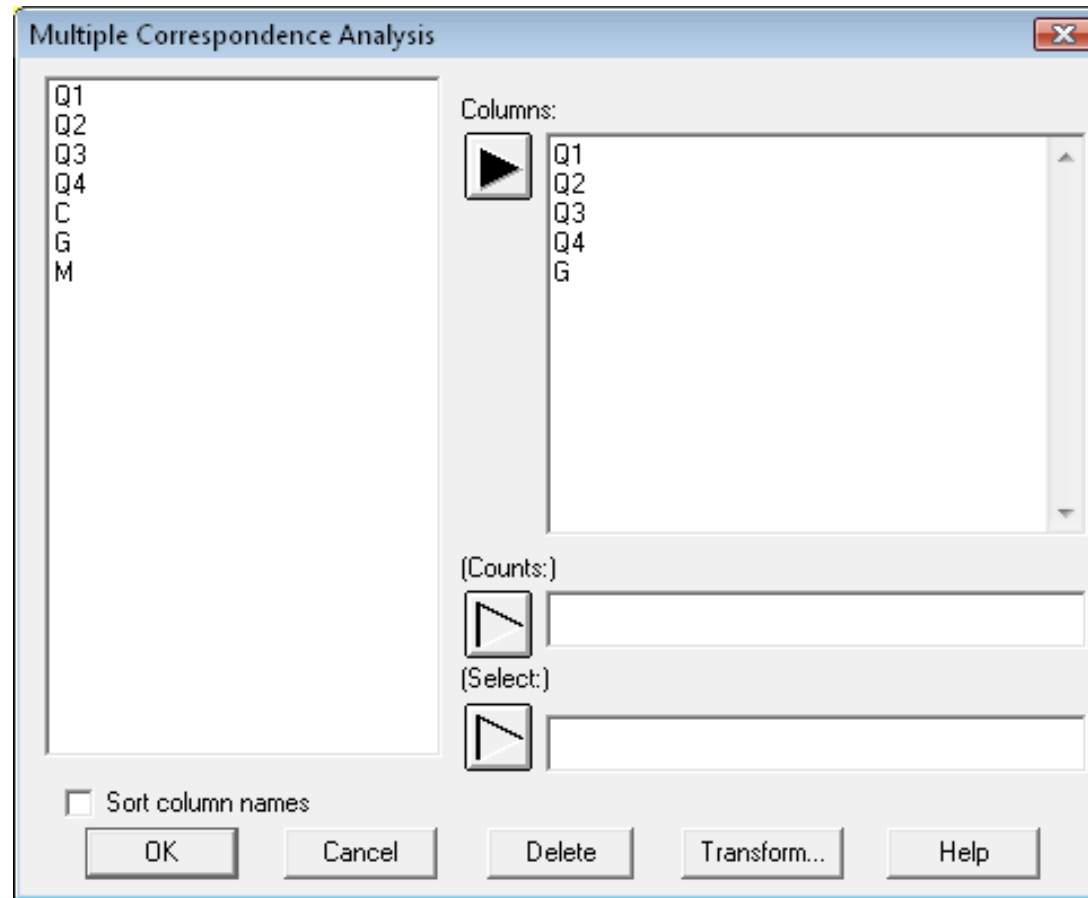 Multiple Correspondence Analysis
Q1
Q2
Q3
Q4
C
G
M
Columns:
Q1
Q2
Q3
Q4
G
(Counts:)
(Select:)
Sort column names
OK
Cancel
Delete
Transform...
Help